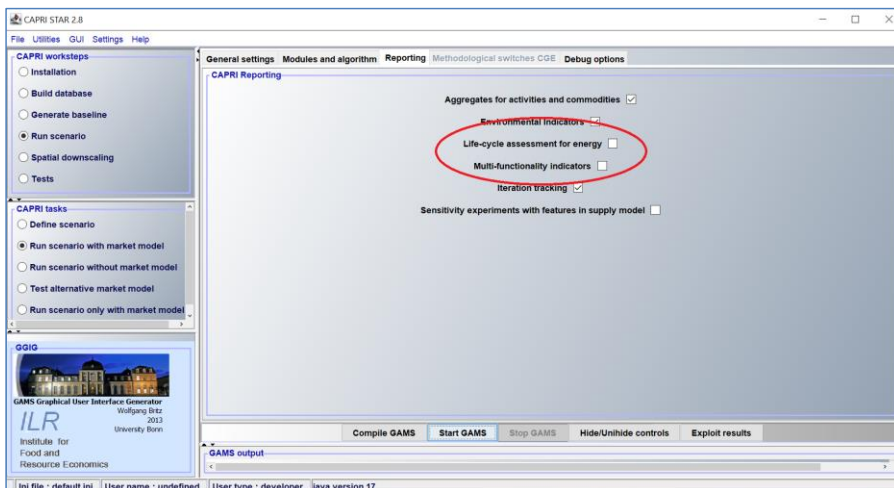 CAPRI STAR 2.8
File Utilities GUI Settings Help
CAPRI worksteps
Installation
Build database
Generate baseline
Run scenario
Spatial downscaling
Tests
CAPRI tasks
Define scenario
Run scenario with market model
Run scenario without market model
Test alternative market model
Run scenario only with market model
GGIG
GAMS Graphical User Interface Generator
Wolfgang Britz
2013
University Bonn
ILR
Institute for
Food and
Resource Economics
General settings Modules and algorithm Reporting Methodological switches CGE Debug options
CAPRI Reporting
Aggregates for activities and commodities
Environmental indicators
Life-cycle assessment for energy
Multi-functionality indicators
Iteration tracking
Sensitivity experiments with features in supply model
Compile GAMS Start GAMS Stop GAMS Hide/Unihide controls Exploit results
GAMS output
Ini file : default.ini User name : undefined User type : developer java version 17